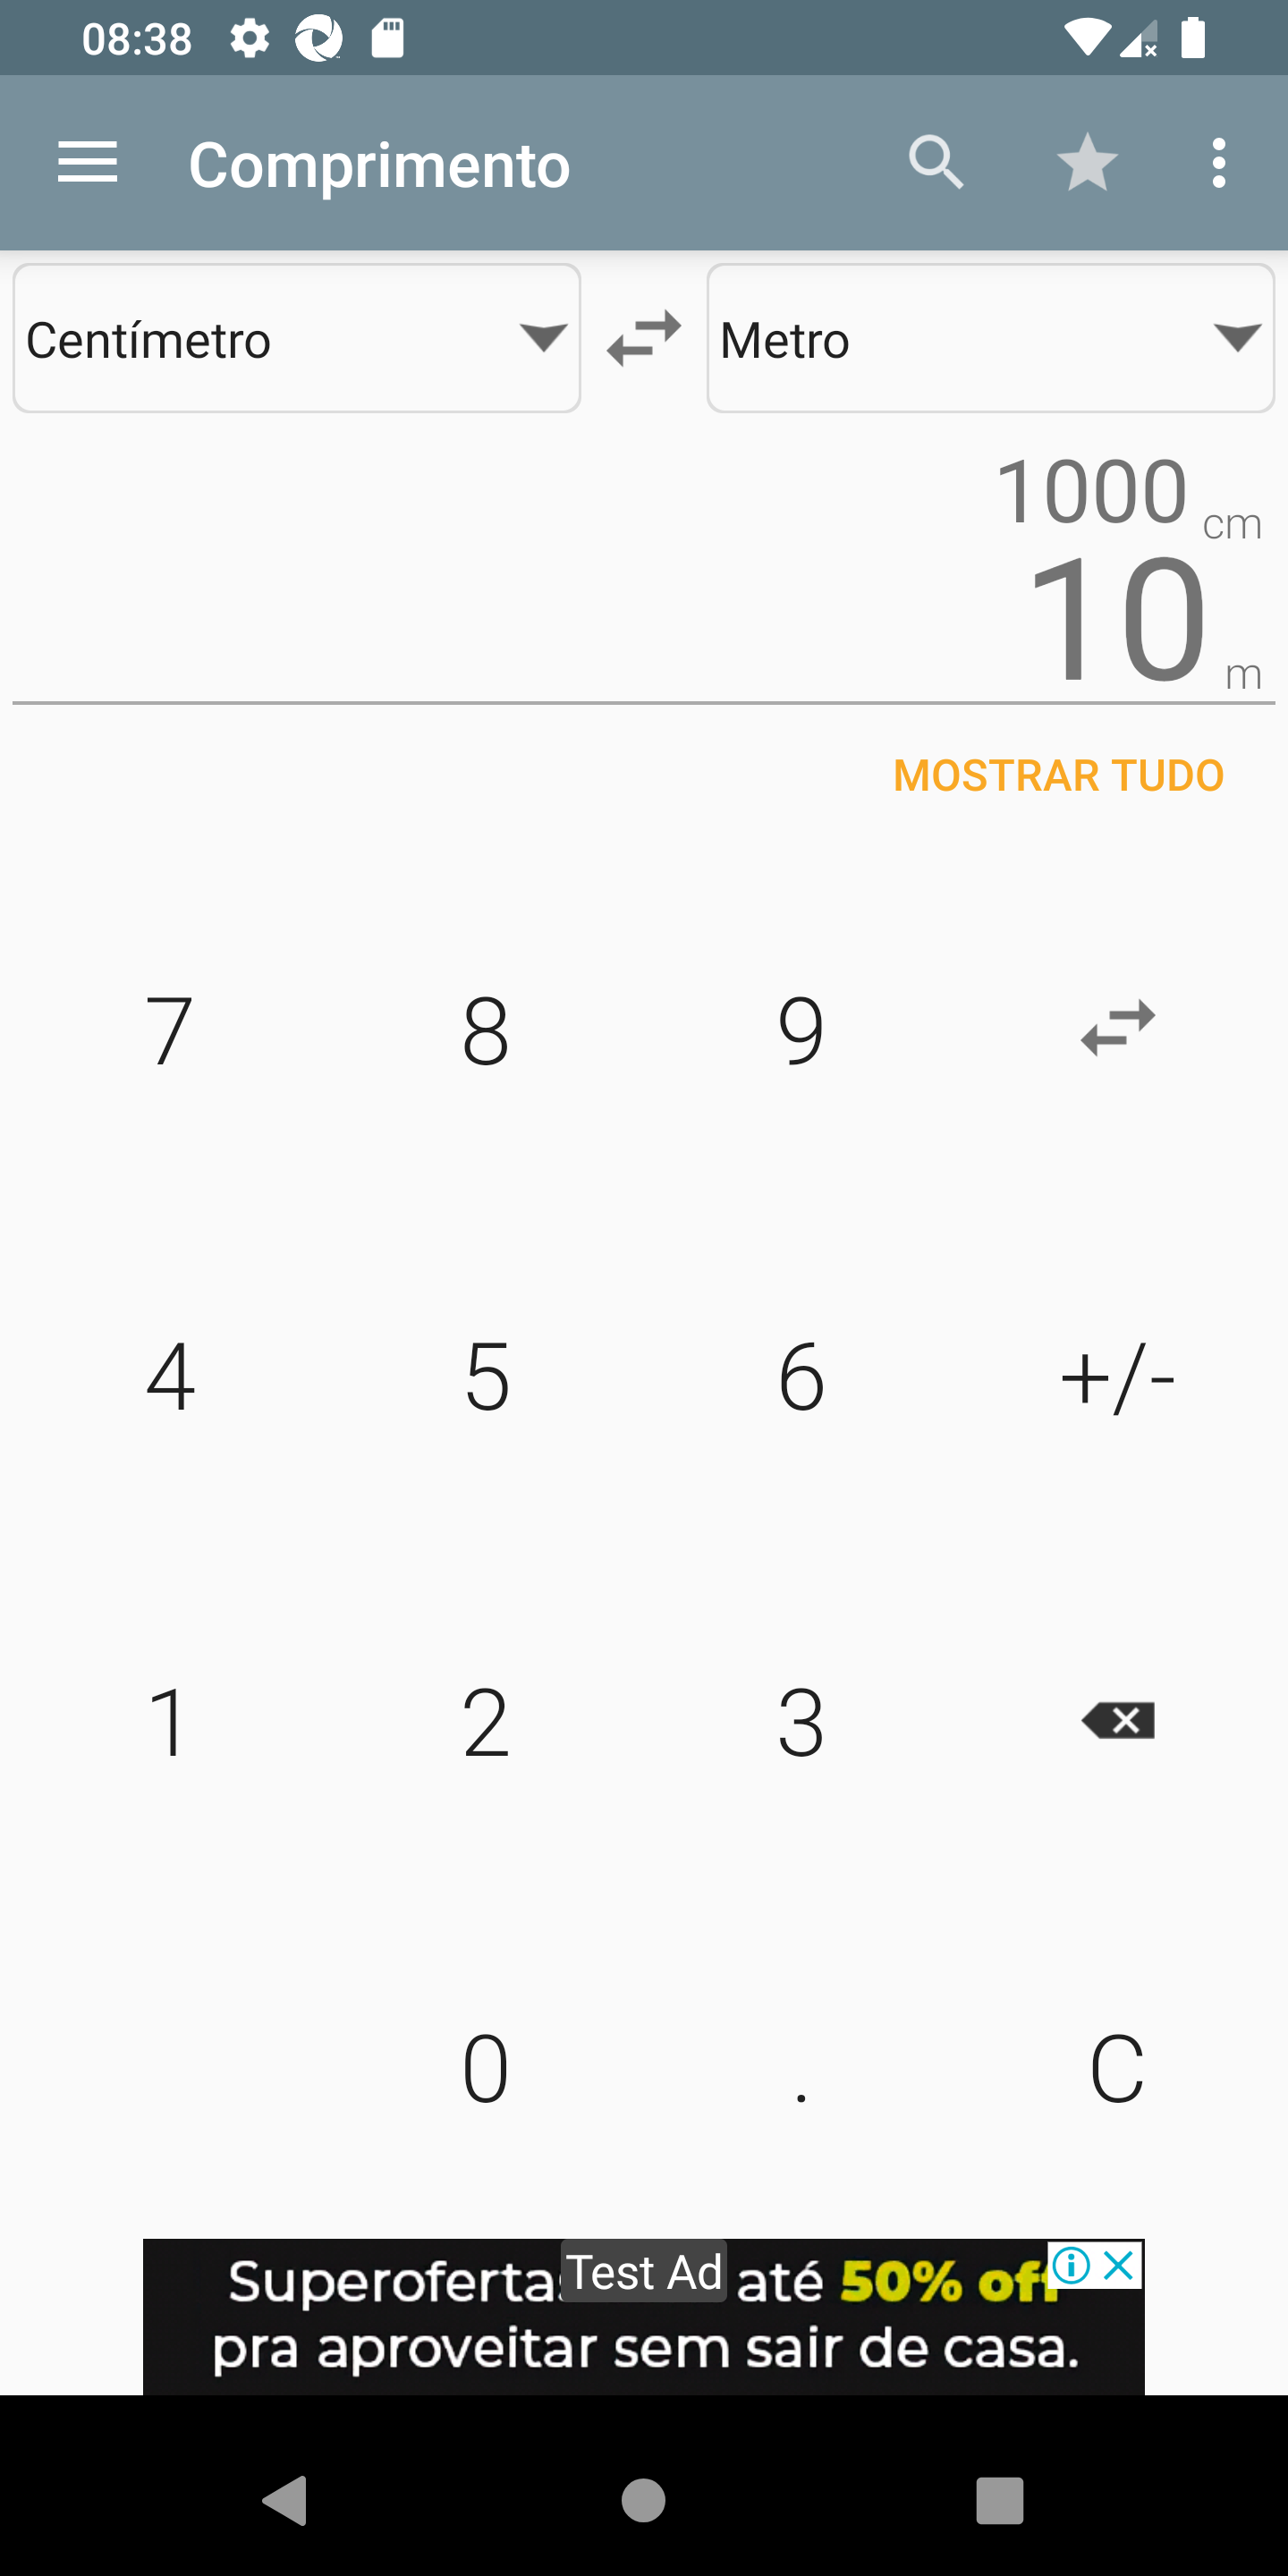 08:38
Comprimento
Centímetro Metro
1000 cm
10 m
MOSTRAR TUDO
7 8 9
4 5 6 +/-
1 2 3
0 . C
Test Ad
até 50% off
pra aproveitar sem sair de casa.